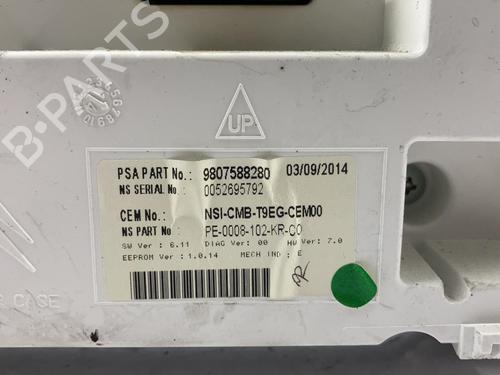 B-PARTS
UP
PSA PART No.: 9807588280 03/09/2014
NS SERIAL No.: 0052695792
CEM No.: NSI-CMB-T9EG-CEM00
NS PART No: PE-0008-102-KR-C0
SW Ver : 6.11 DIAG Ver : 00 HW Ver : 7.0
EEPROM Ver : 1.0.14 MECH IND : E